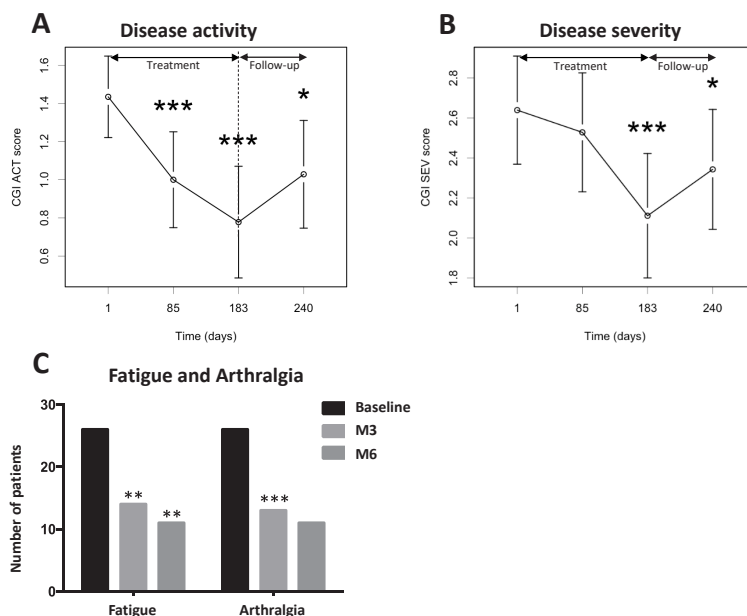 A
Disease activity
Treatment
Follow-up
***
***
*
CGI ACT score
1.6
1.4
1.2
1.0
0.8
0.6
1
85
183
240
Time (days)
B
Disease severity
Treatment
Follow-up
*
***
CGI SEV score
2.8
2.6
2.4
2.2
2.0
1.8
1
85
183
240
Time (days)
C
Fatigue and Arthralgia
Number of patients
30
20
10
0
**
**
***
Fatigue
Arthralgia
Baseline
M3
M6